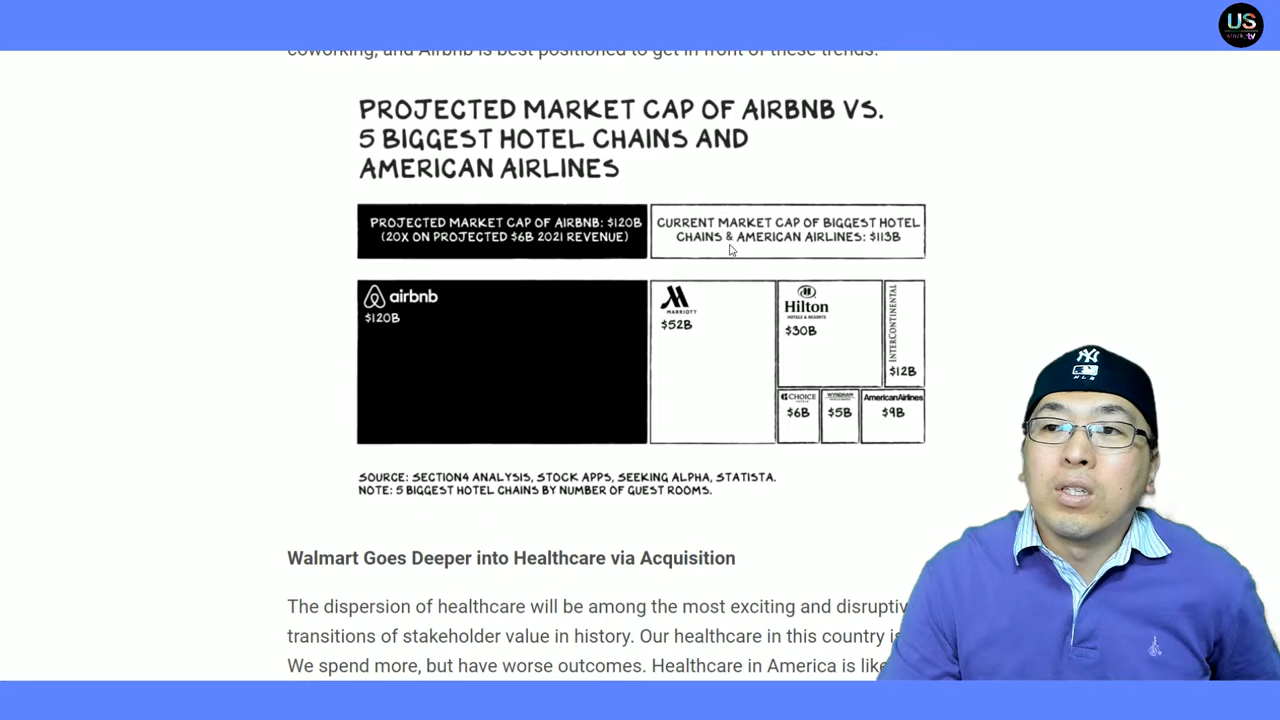 US
coworking, and Airbnb is best positioned to get in front of these trends.
PROJECTED MARKET CAP OF AIRBNB VS.
5 BIGGEST HOTEL CHAINS AND
AMERICAN AIRLINES
PROJECTED MARKET CAP OF AIRBNB: $120B
(20X ON PROJECTED $6B 2021 REVENUE)
CURRENT MARKET CAP OF BIGGEST HOTEL
CHAINS & AMERICAN AIRLINES: $113B
airbnb
$120B
MARRIOTT
$52B
Hilton
HOTELS & RESORTS
$30B
INTERCONTINENTAL
$12B
CHOICE
$6B
WYNDHAM
$5B
AmericanAirlines
$9B
SOURCE: SECTION4 ANALYSIS, STOCK APPS, SEEKING ALPHA, STATISTA.
NOTE: 5 BIGGEST HOTEL CHAINS BY NUMBER OF GUEST ROOMS.
Walmart Goes Deeper into Healthcare via Acquisition
The dispersion of healthcare will be among the most exciting and disruptiv
transitions of stakeholder value in history. Our healthcare in this country is
We spend more, but have worse outcomes. Healthcare in America is like
NY